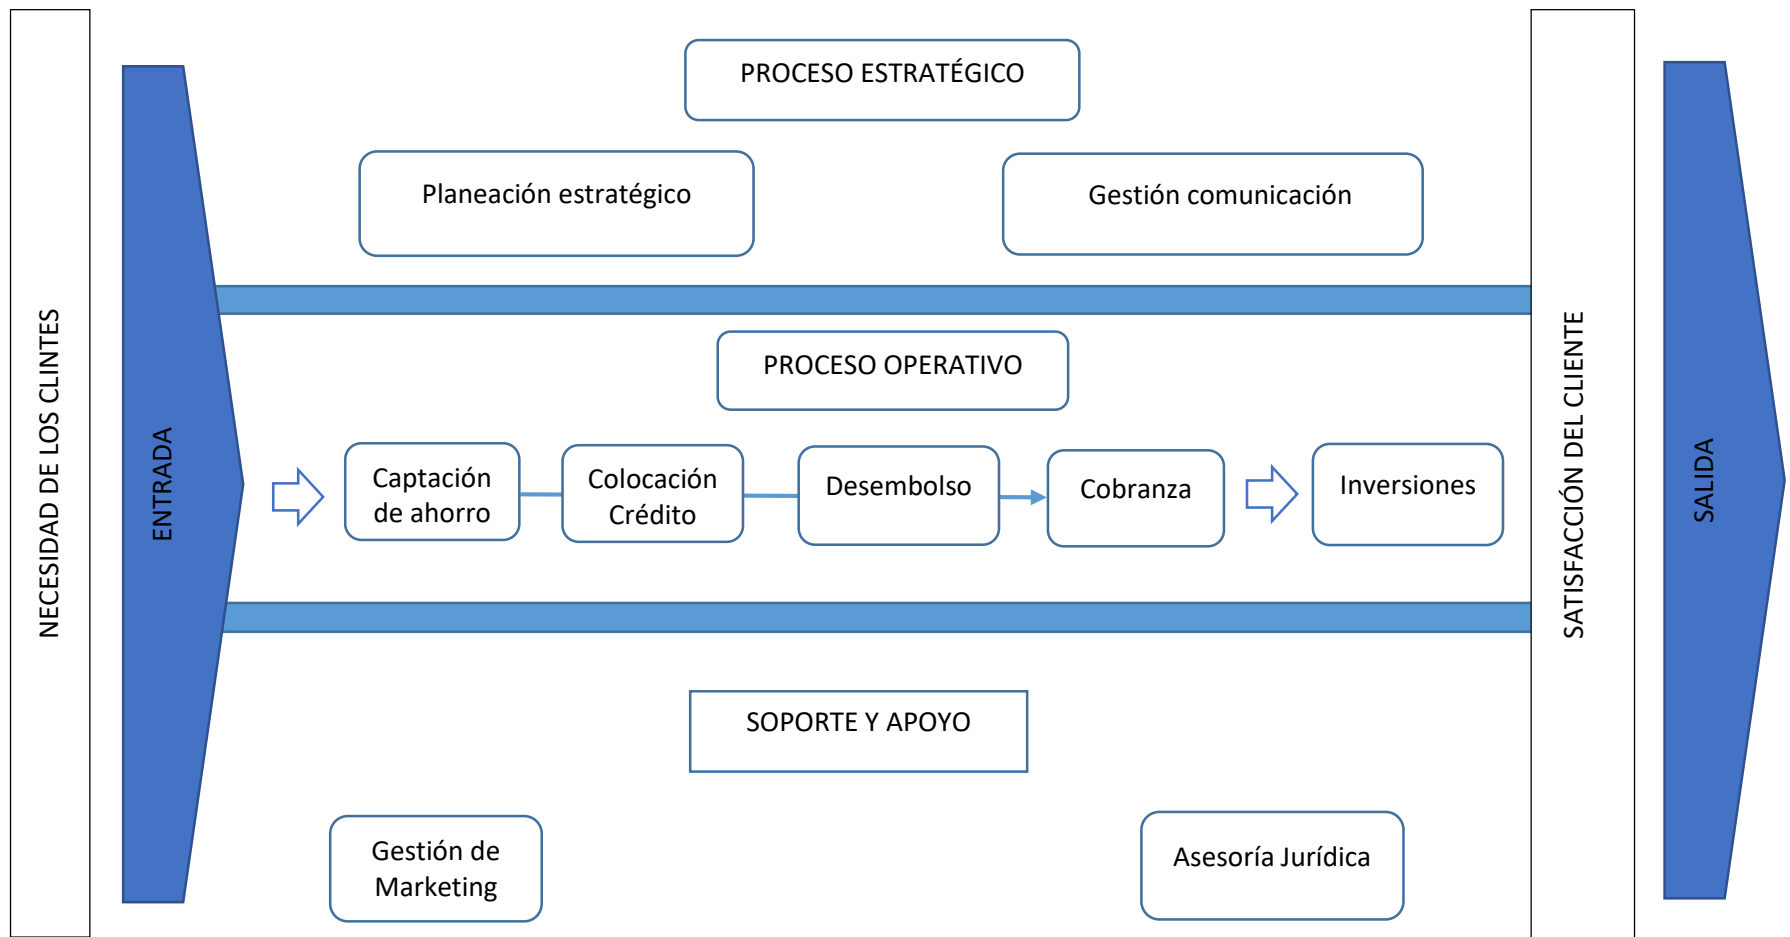 NECESIDAD DE LOS CLINTES
ENTRADA
PROCESO ESTRATÉGICO
Planeación estratégico
Gestión comunicación
PROCESO OPERATIVO
Captación
de ahorro
Colocación
Crédito
Desembolso
Cobranza
Inversiones
SOPORTE Y APOYO
Gestión de
Marketing
Asesoría Jurídica
SATISFACCIÓN DEL CLIENTE
SALIDA